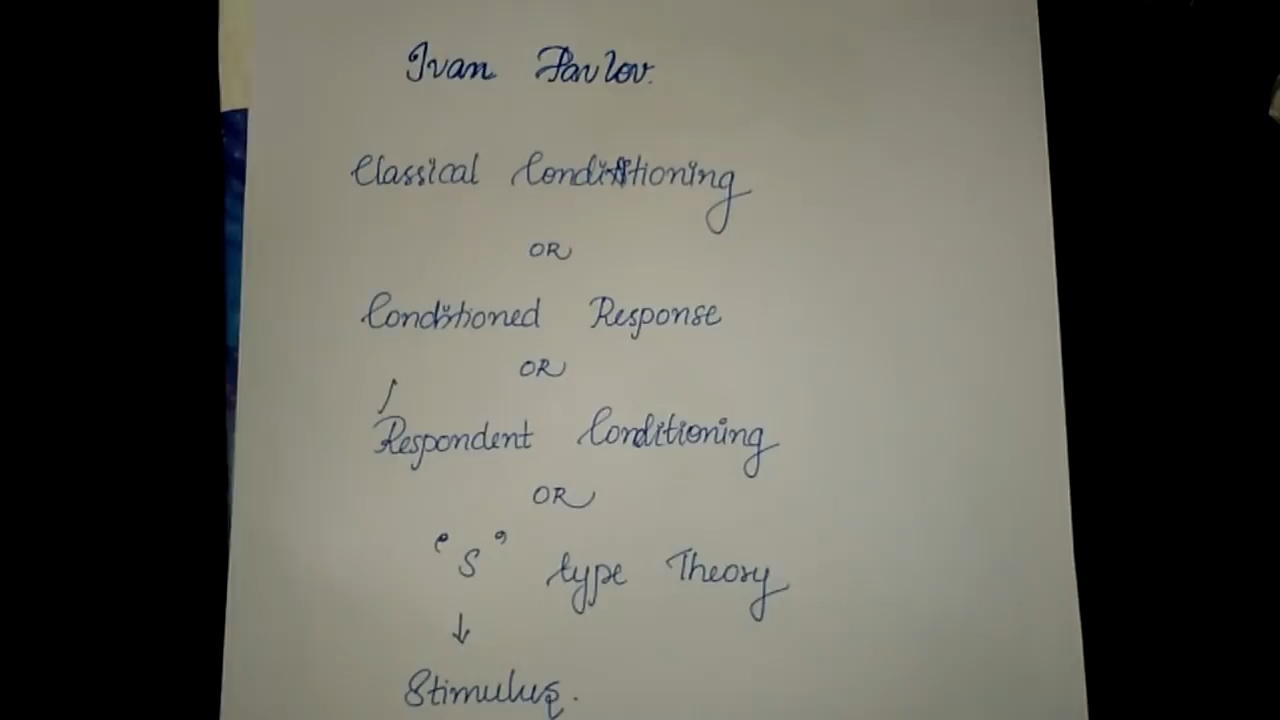 Ivan Pavlov.
Classical Conditioning
OR
Conditioned Response
OR
Respondent Conditioning
OR
'S' type Theory
↓
Stimulus.